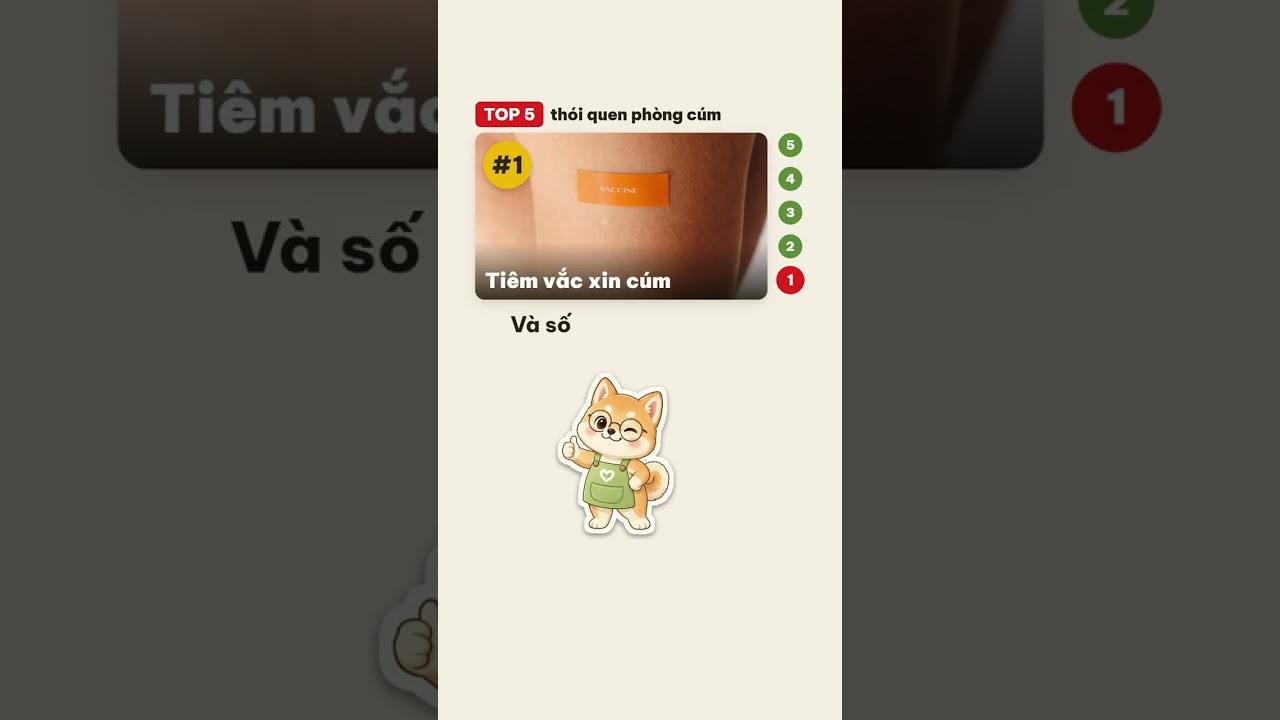 TOP 5 thói quen phòng cúm
#1
VACCINE
Tiêm vắc xin cúm
5
4
3
2
1
Và số
Tiêm vắ
Và số
2
1